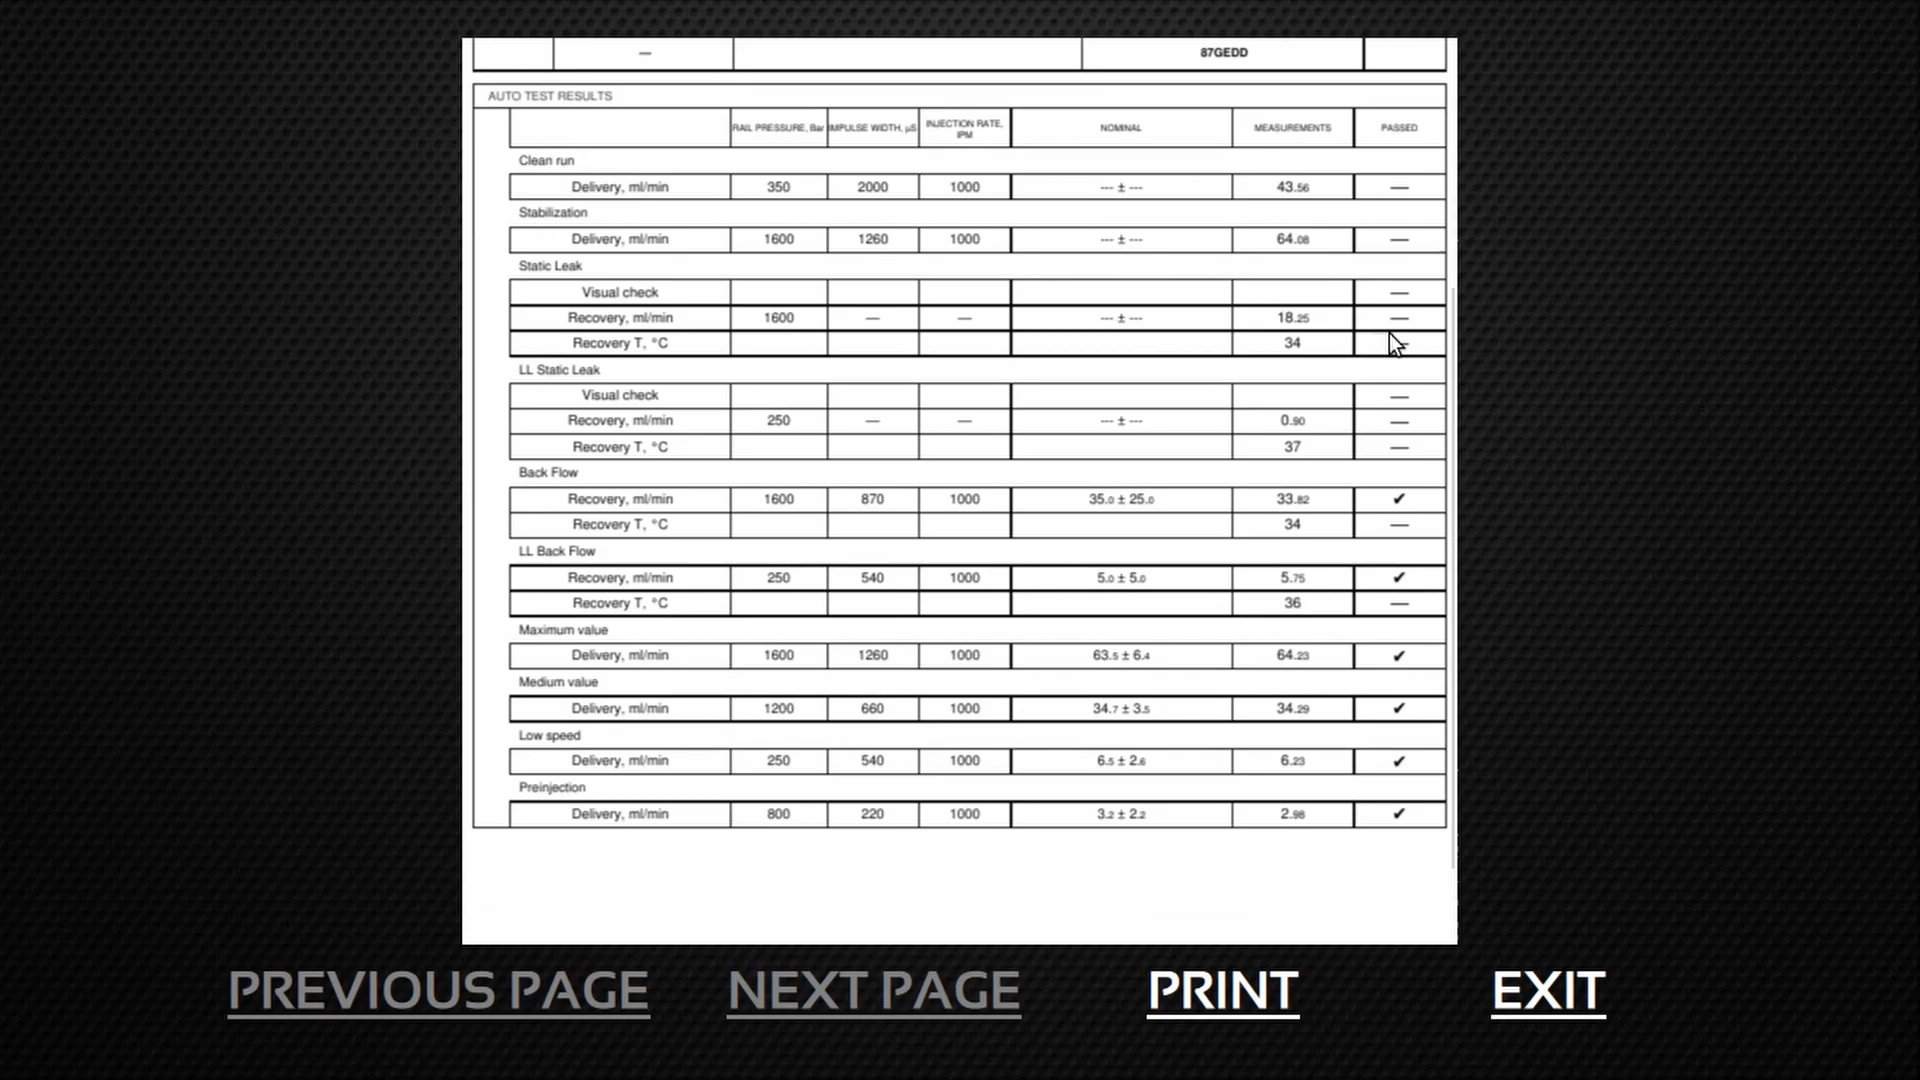 — 87GEDD
AUTO TEST RESULTS
RAIL PRESSURE, Bar IMPULSE WIDTH, µS INJECTION RATE, IPM NOMINAL MEASUREMENTS PASSED
Clean run
Delivery, ml/min 350 2000 1000 --- ± --- 43.56 —
Stabilization
Delivery, ml/min 1600 1260 1000 --- ± --- 64.08 —
Static Leak
Visual check —
Recovery, ml/min 1600 — — --- ± --- 18.25 —
Recovery T, °C 34 —
LL Static Leak
Visual check —
Recovery, ml/min 250 — — --- ± --- 0.90 —
Recovery T, °C 37 —
Back Flow
Recovery, ml/min 1600 870 1000 35.0 ± 25.0 33.82 ✔
Recovery T, °C 34 —
LL Back Flow
Recovery, ml/min 250 540 1000 5.0 ± 5.0 5.75 ✔
Recovery T, °C 36 —
Maximum value
Delivery, ml/min 1600 1260 1000 63.5 ± 6.4 64.23 ✔
Medium value
Delivery, ml/min 1200 660 1000 34.7 ± 3.5 34.29 ✔
Low speed
Delivery, ml/min 250 540 1000 6.5 ± 2.6 6.23 ✔
Preinjection
Delivery, ml/min 800 220 1000 3.2 ± 2.2 2.98 ✔
PREVIOUS PAGE NEXT PAGE PRINT EXIT